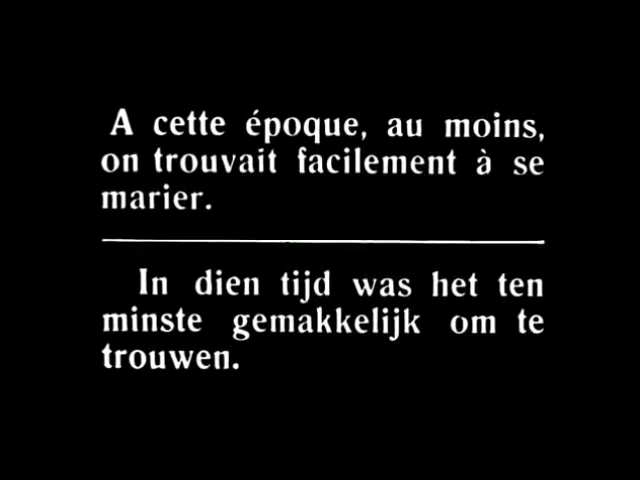 A cette époque, au moins,
on trouvait facilement à se
marier.
In dien tijd was het ten
minste gemakkelijk om te
trouwen.